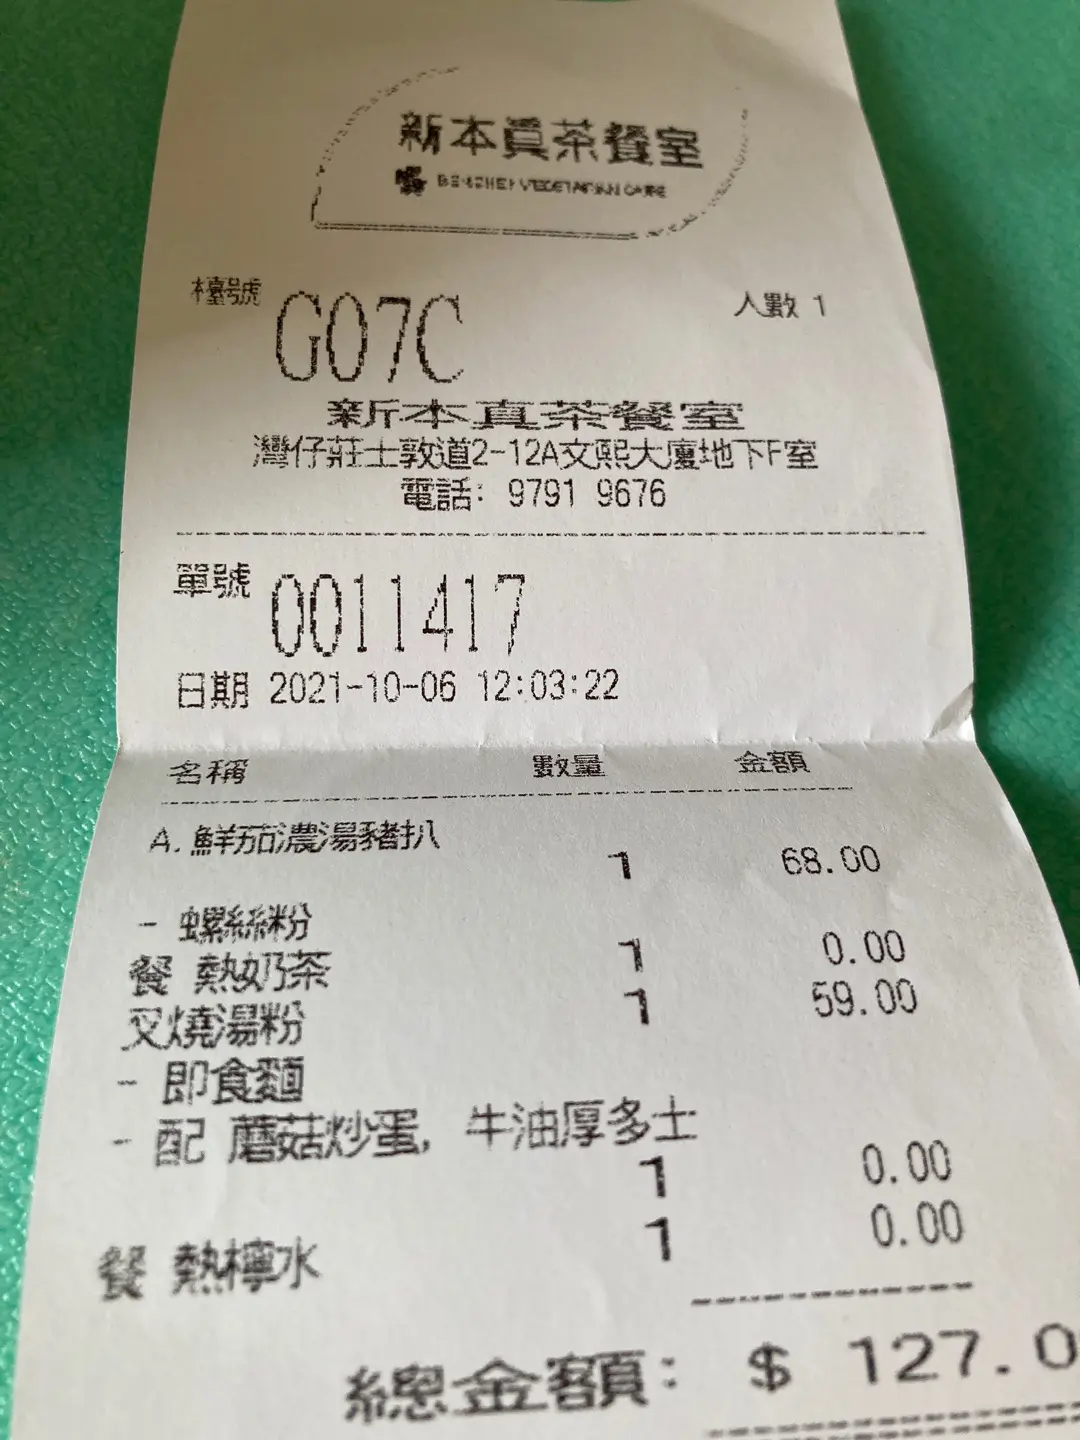 新本真茶餐室
VEGETARIAN CAFE
檯號 G07C 人數 1
新本真茶餐室
灣仔莊士敦道2-12A文熙大廈地下F室
電話: 9791 9676
單號 0011417
日期 2021-10-06 12:03:22
名稱 數量 金額
A. 鮮茄濃湯豬扒
1 68.00
- 螺絲粉
餐 熱奶茶 1 0.00
叉燒湯粉 1 59.00
- 即食麵
- 配 蘑菇炒蛋, 牛油厚多士
1 0.00
餐 熱檸水 1 0.00
總金額: $ 127.0